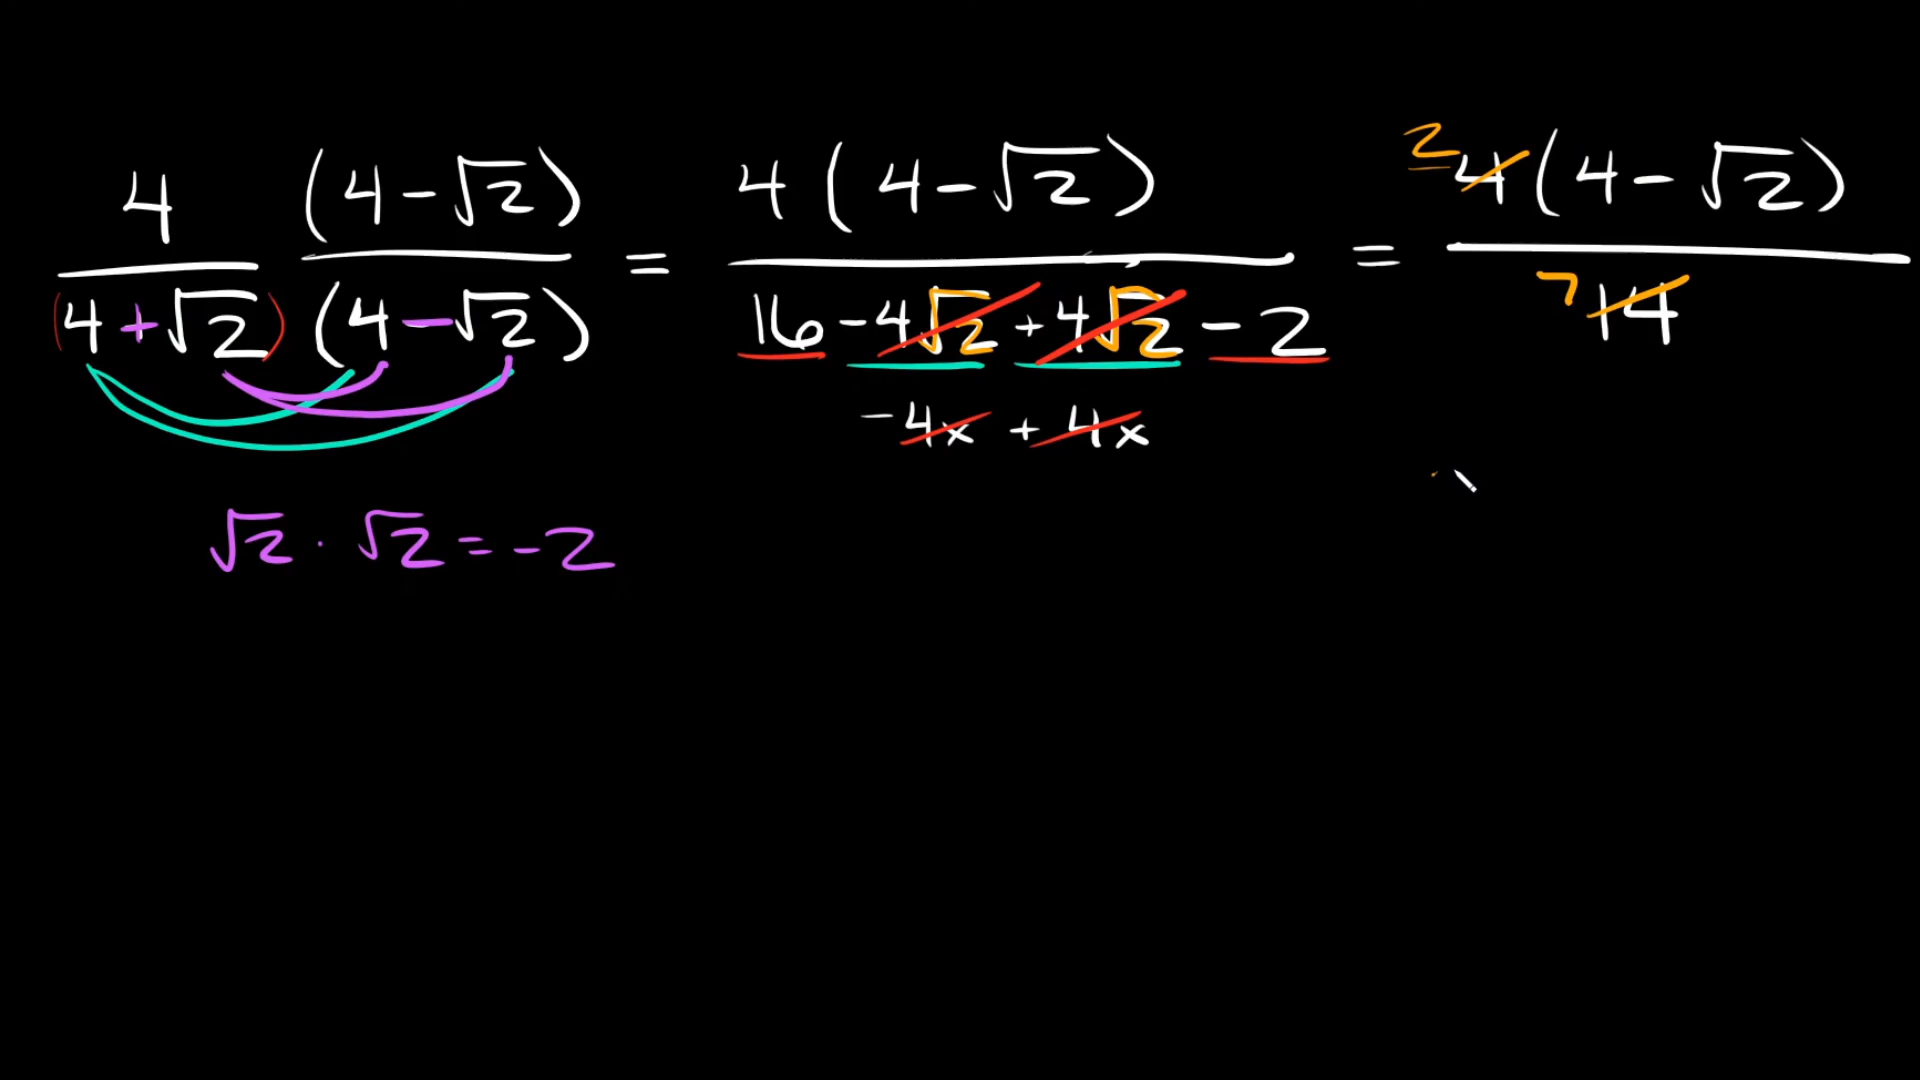 4 (4-√2) = 4 (4-√2) = 2 4 (4-√2)
(4+√2) (4-√2) 16-4√2+4√2-2 7 14
-4x + 4x
√2 · √2 = -2